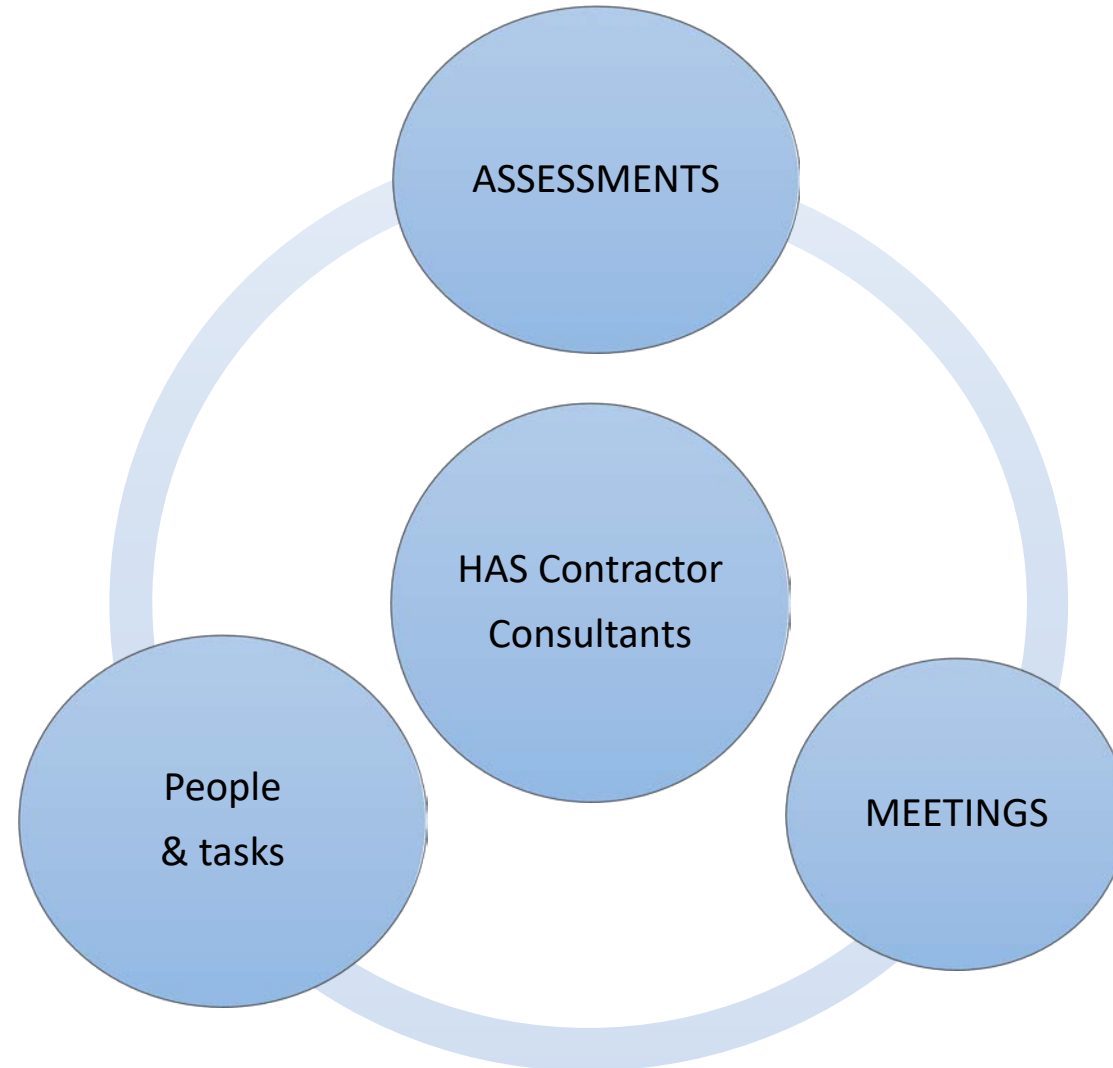 ASSESSMENTS
HAS Contractor
Consultants
People
& tasks
MEETINGS